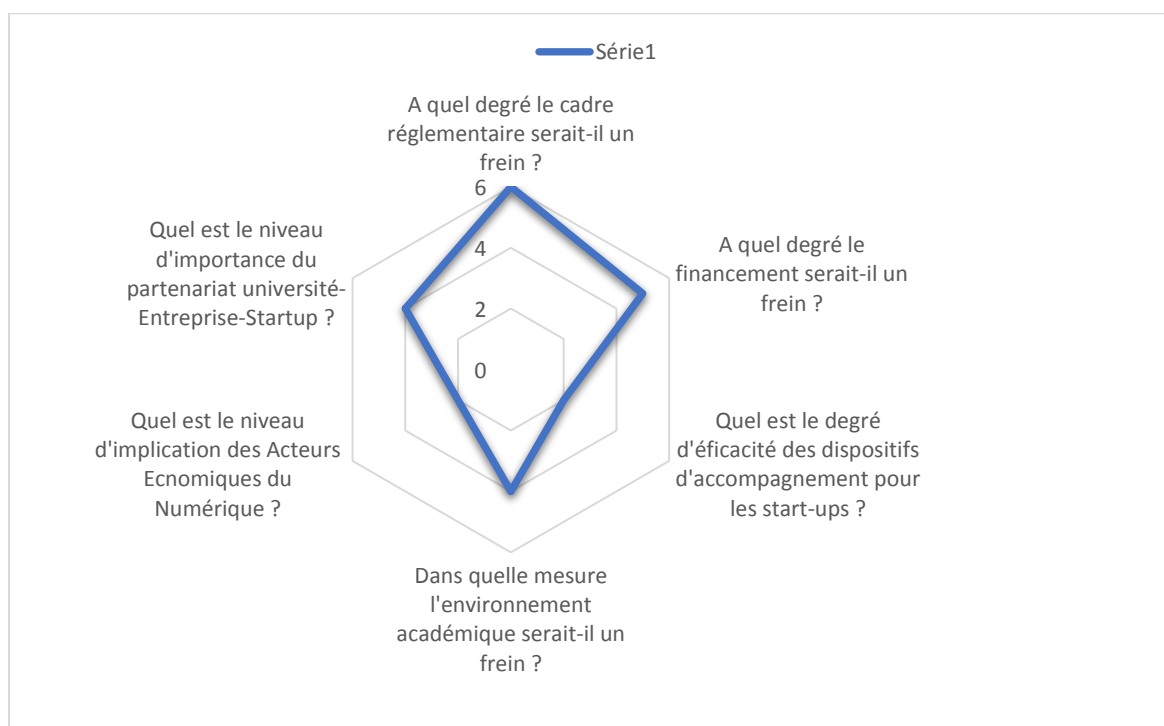 Série1
A quel degré le cadre
réglementaire serait-il un
frein ?
6
4
2
0
A quel degré le
financement serait-il un
frein ?
Quel est le degré
d'éficacité des dispositifs
d'accompagnement pour
les start-ups ?
Dans quelle mesure
l'environnement
académique serait-il un
frein ?
Quel est le niveau
d'implication des Acteurs
Ecnomiques du
Numérique ?
Quel est le niveau
d'importance du
partenariat université-
Entreprise-Startup ?